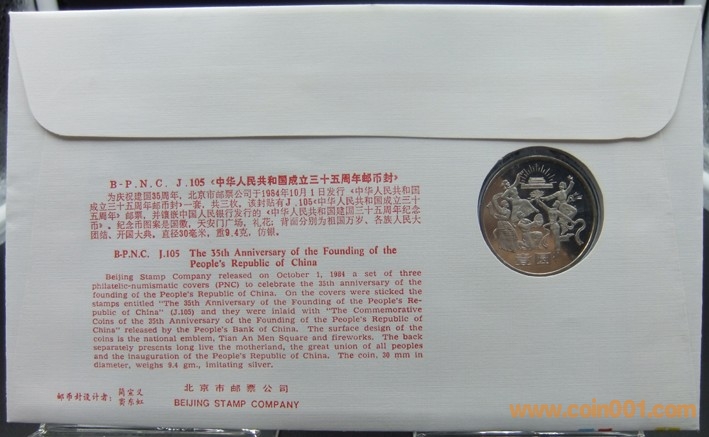 B-P.N.C. J.105《中华人民共和国成立三十五周年邮币封》
为庆祝建国35周年，北京市邮票公司于1984年10月1日发行《中华人民共和国
成立三十五周年邮币封》一套，共三枚，该封贴有J.105《中华人民共和国成立三十五周
年》邮票，并镶嵌中国人民银行发行的《中华人民共和国建国三十五周年纪念
币》。纪念币图案是国徽，天安门广场，礼花；背面分别为祖国万岁、各族人民大
团结、开国大典。直径30毫米，重9.4克，仿银。
B-P.N.C. J.105 The 35th Anniversary of the Founding of the
People's Republic of China
Beijing Stamp Company released on October 1, 1984 a set of three
philatelic-numismatic covers (PNC) to celebrate the 35th anniversary of the
founding of the People's Republic of China. On the covers were sticked the
stamps entitled "The 35th Anniversary of the Founding of the People's Re-
public of China" (J.105) and they were inlaid with "The Commemorative
Coins of the 35th Anniversary of the Founding of the People's Republic of
China" released by the People's Bank of China. The surface design of the
coins is the national emblem, Tian An Men Square and fireworks. The back
separately presents long live the motherland, the great union of all peoples
and the inauguration of the People's Republic of China. The coin, 30 mm in
diameter, weighs 9.4 gm., imitating silver.
邮币封设计者：
窦东虹
北京市邮票公司
BEIJING STAMP COMPANY
www.coin001.com